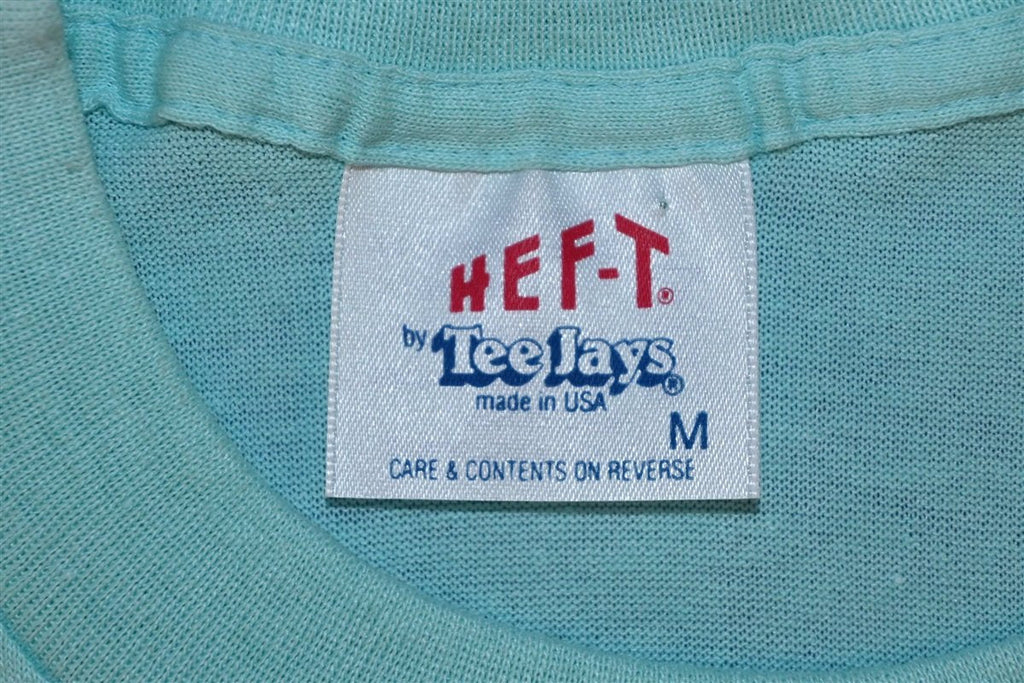 HEF-T®
by Tee Jays®
made in USA
M
CARE & CONTENTS ON REVERSE